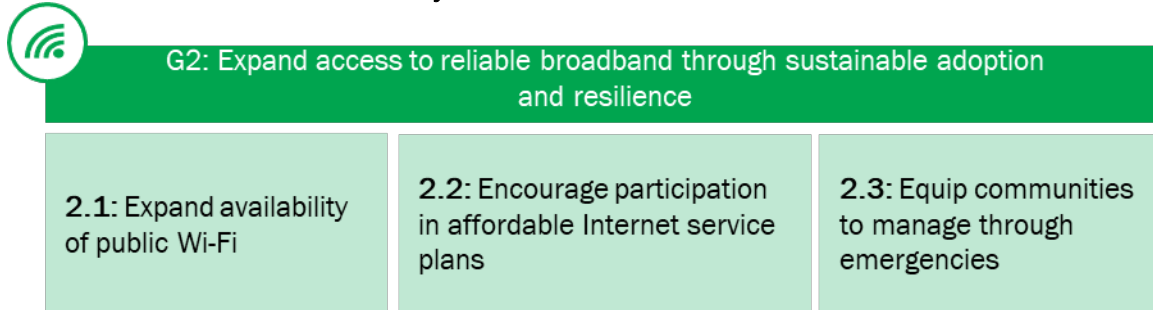 G2: Expand access to reliable broadband through sustainable adoption
and resilience
2.1: Expand availability
of public Wi-Fi
2.2: Encourage participation
in affordable Internet service
plans
2.3: Equip communities
to manage through
emergencies